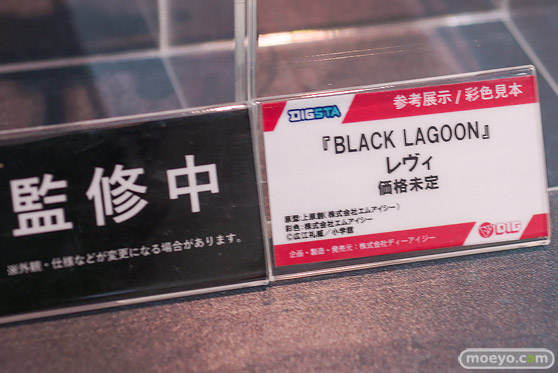 監修中
※外観・仕様などが変更になる場合があります。
DIGSTA
参考展示/彩色見本
『BLACK LAGOON』
レヴィ
価格未定
原型:上原創(株式会社エムアイシー)
彩色:株式会社エムアイシー
©広江礼威/小学館
企画・製造・発売元:株式会社ディーアイジー
DIG
moeyo.com